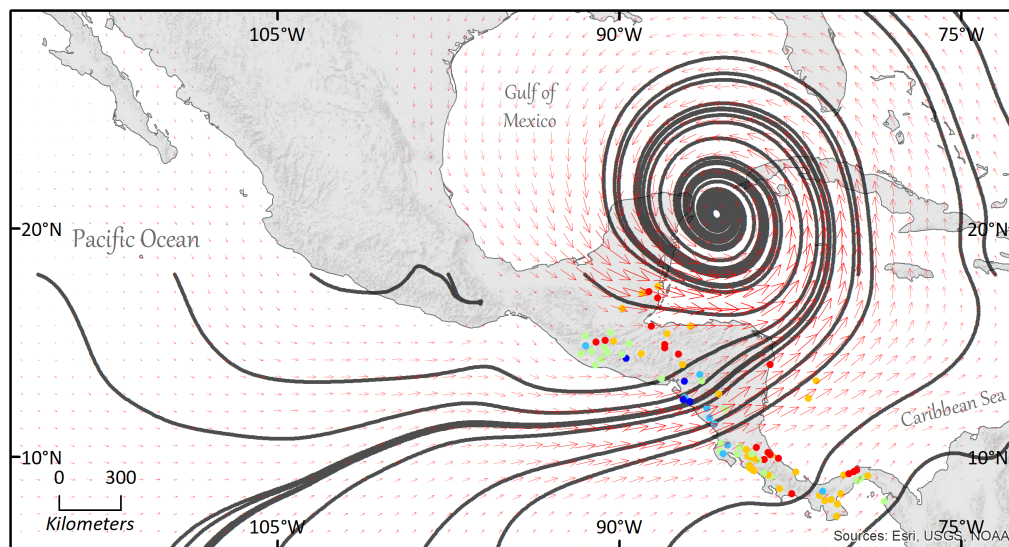 105°W 90°W 75°W
Gulf of
Mexico
20°N Pacific Ocean 20°N
Caribbean Sea
10°N 10°N
0 300
Kilometers
105°W 90°W 75°W
Sources: Esri, USGS, NOAA